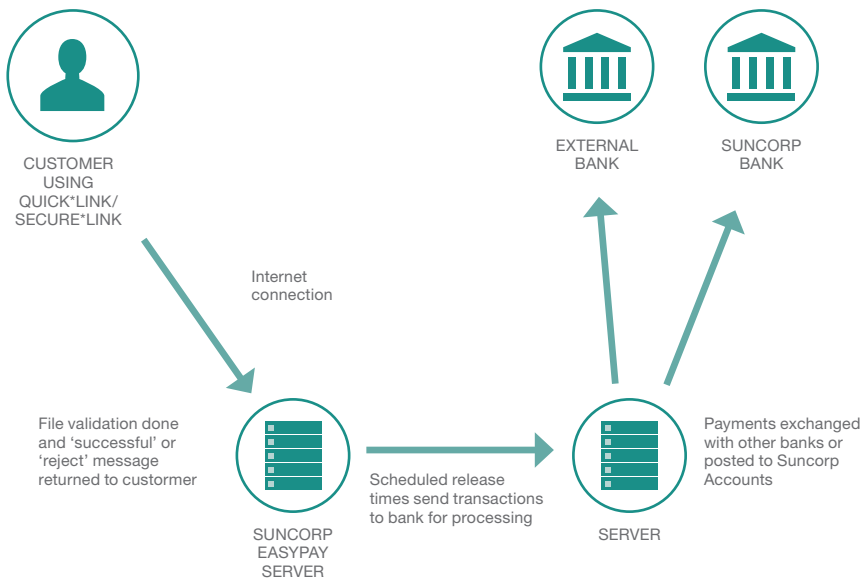 CUSTOMER
USING
QUICK*LINK/
SECURE*LINK
EXTERNAL
BANK
SUNCORP
BANK
Internet
connection
File validation done
and ‘successful’ or
‘reject’ message
returned to custormer
SUNCORP
EASYPAY
SERVER
Scheduled release
times send transactions
to bank for processing
SERVER
Payments exchanged
with other banks or
posted to Suncorp
Accounts